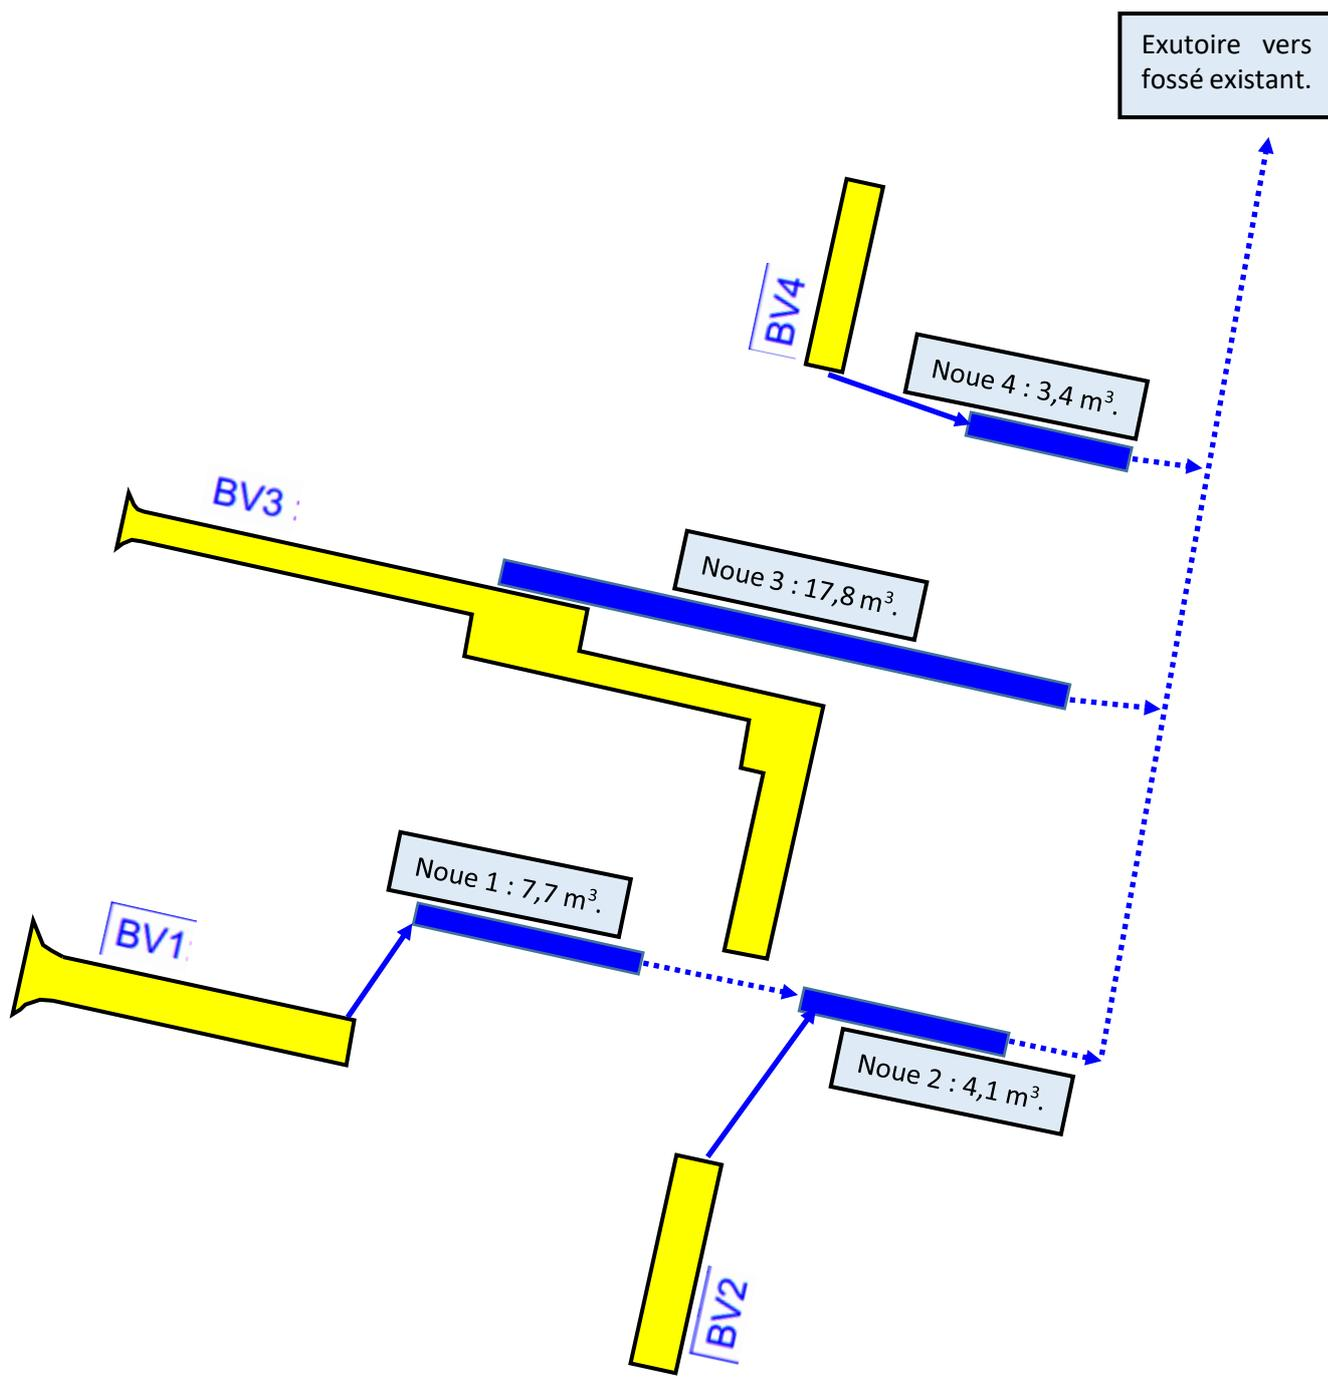 Exutoire vers
fossé existant.
BV4
Noue 4 : 3,4 m³.
BV3 :
Noue 3 : 17,8 m³.
Noue 1 : 7,7 m³.
BV1:
Noue 2 : 4,1 m³.
BV2